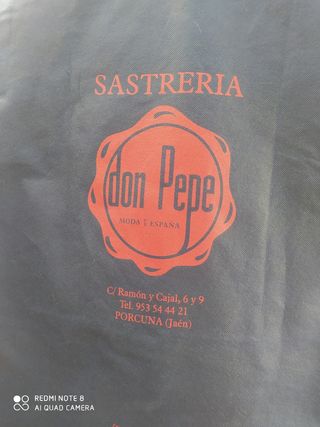 SASTRERIA
don Pepe
MODA DE ESPAÑA
C/ Ramón y Cajal, 6 y 9
Tel. 953 54 44 21
PORCUNA (Jaén)
REDMI NOTE 8
AI QUAD CAMERA